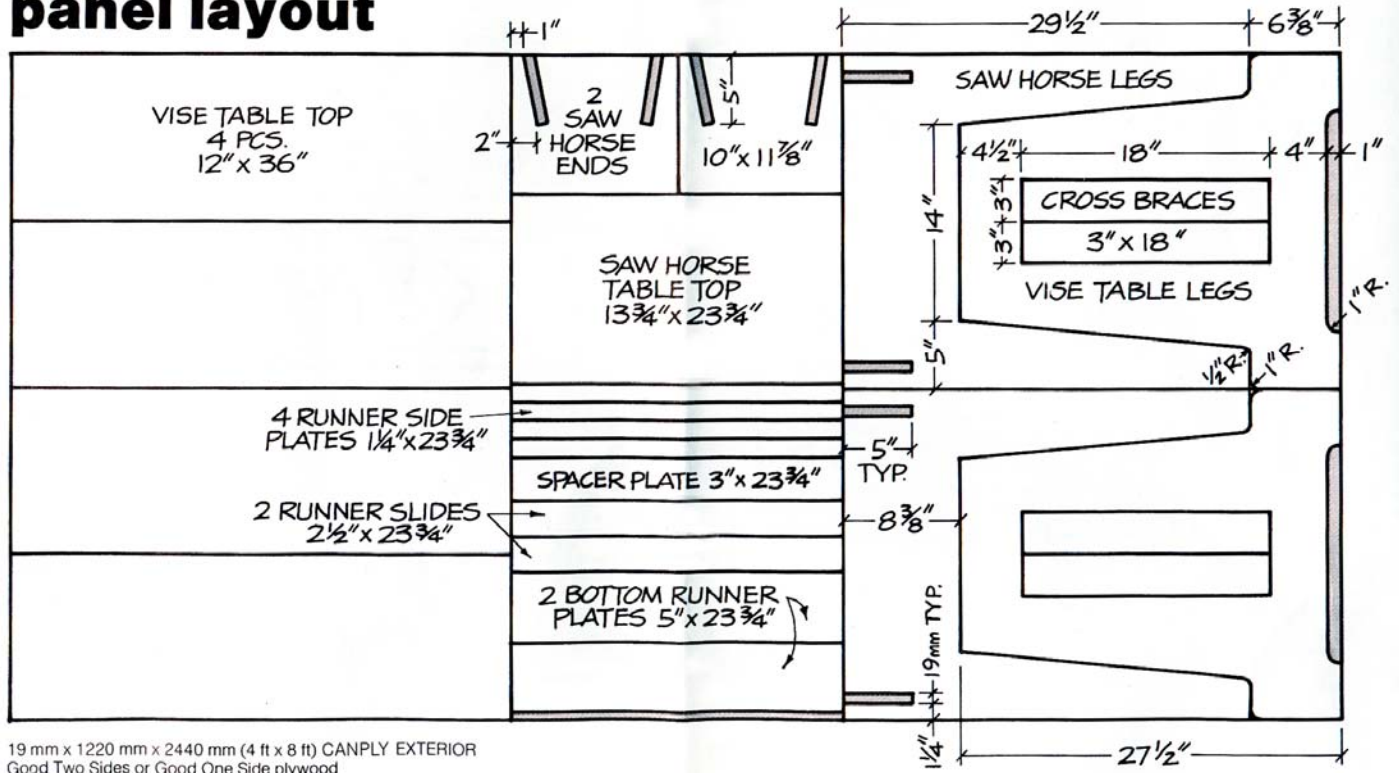 panel layout
1"
29½"
6⅜"
VISE TABLE TOP
4 PCS.
12" x 36"
2
SAW
HORSE
ENDS
2"
5"
10" x 11⅞"
SAW HORSE LEGS
4½"
18"
4"
1"
14"
3"
3"
CROSS BRACES
3" x 18"
VISE TABLE LEGS
1" R.
SAW HORSE
TABLE TOP
13¾" x 23¾"
5"
½" R.
1" R.
4 RUNNER SIDE
PLATES 1¼" x 23¾"
5"
TYP.
SPACER PLATE 3" x 23¾"
2 RUNNER SLIDES
2½" x 23¾"
8⅜"
2 BOTTOM RUNNER
PLATES 5" x 23¾"
19mm TYP.
1¼"
27½"
19 mm x 1220 mm x 2440 mm (4 ft x 8 ft) CANPLY EXTERIOR
Good Two Sides or Good One Side plywood